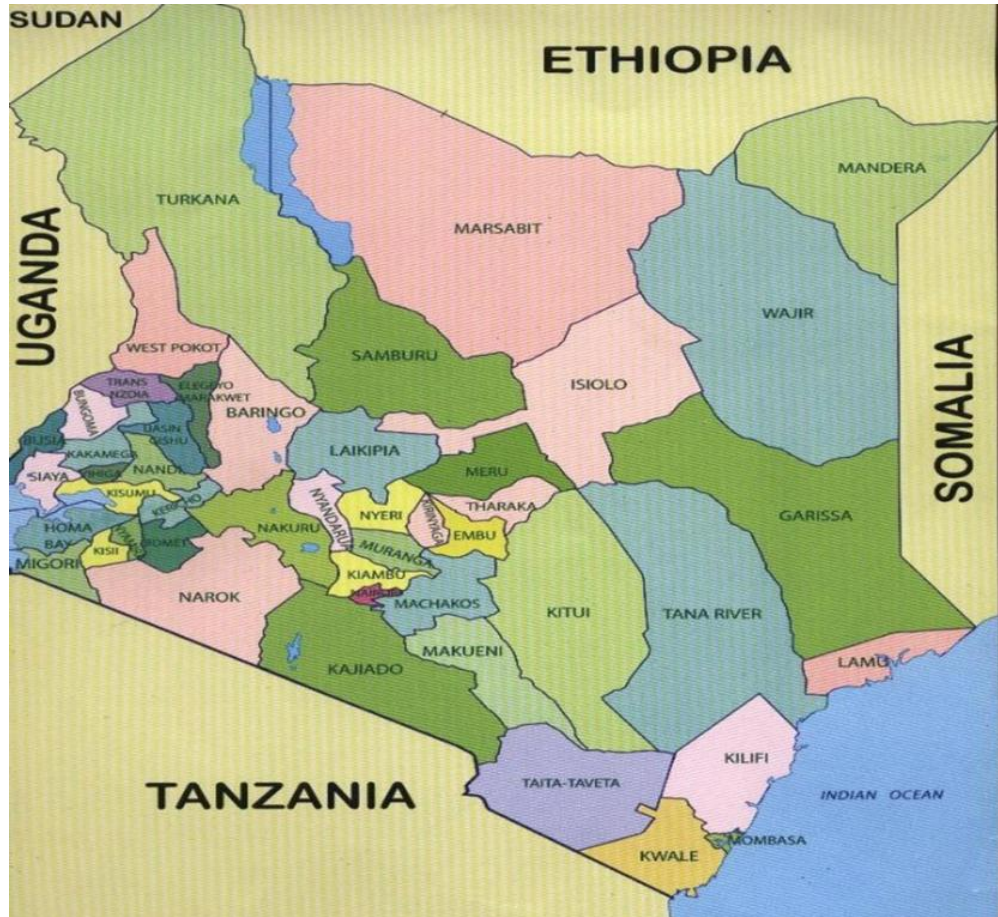 SUDAN
ETHIOPIA
MANDERA
TURKANA
MARSABIT
UGANDA
WAJIR
WEST POKOT
SAMBURU
ISIOLO
TRANS
NZOIA
ELEGEYO
MARAKWET
BUNGOMA
BARINGO
SOMALIA
UASIN
GISHU
BUSIA
KAKAMEGA
LAIKIPIA
SIAYA
VIHIGA
NANDI
MERU
KISUMU
KERICHO
NYANDARUA
NYERI
KIRINYAGA
THARAKA
GARISSA
HOMA
BAY
NAKURU
EMBU
KISII
BOMET
MURANGA
MIGORI
KIAMBU
NAROK
MACHAKOS
KITUI
TANA RIVER
MAKUENI
KAJIADO
LAMU
KILIFI
TANZANIA
TAITA-TAVETA
INDIAN OCEAN
MOMBASA
KWALE